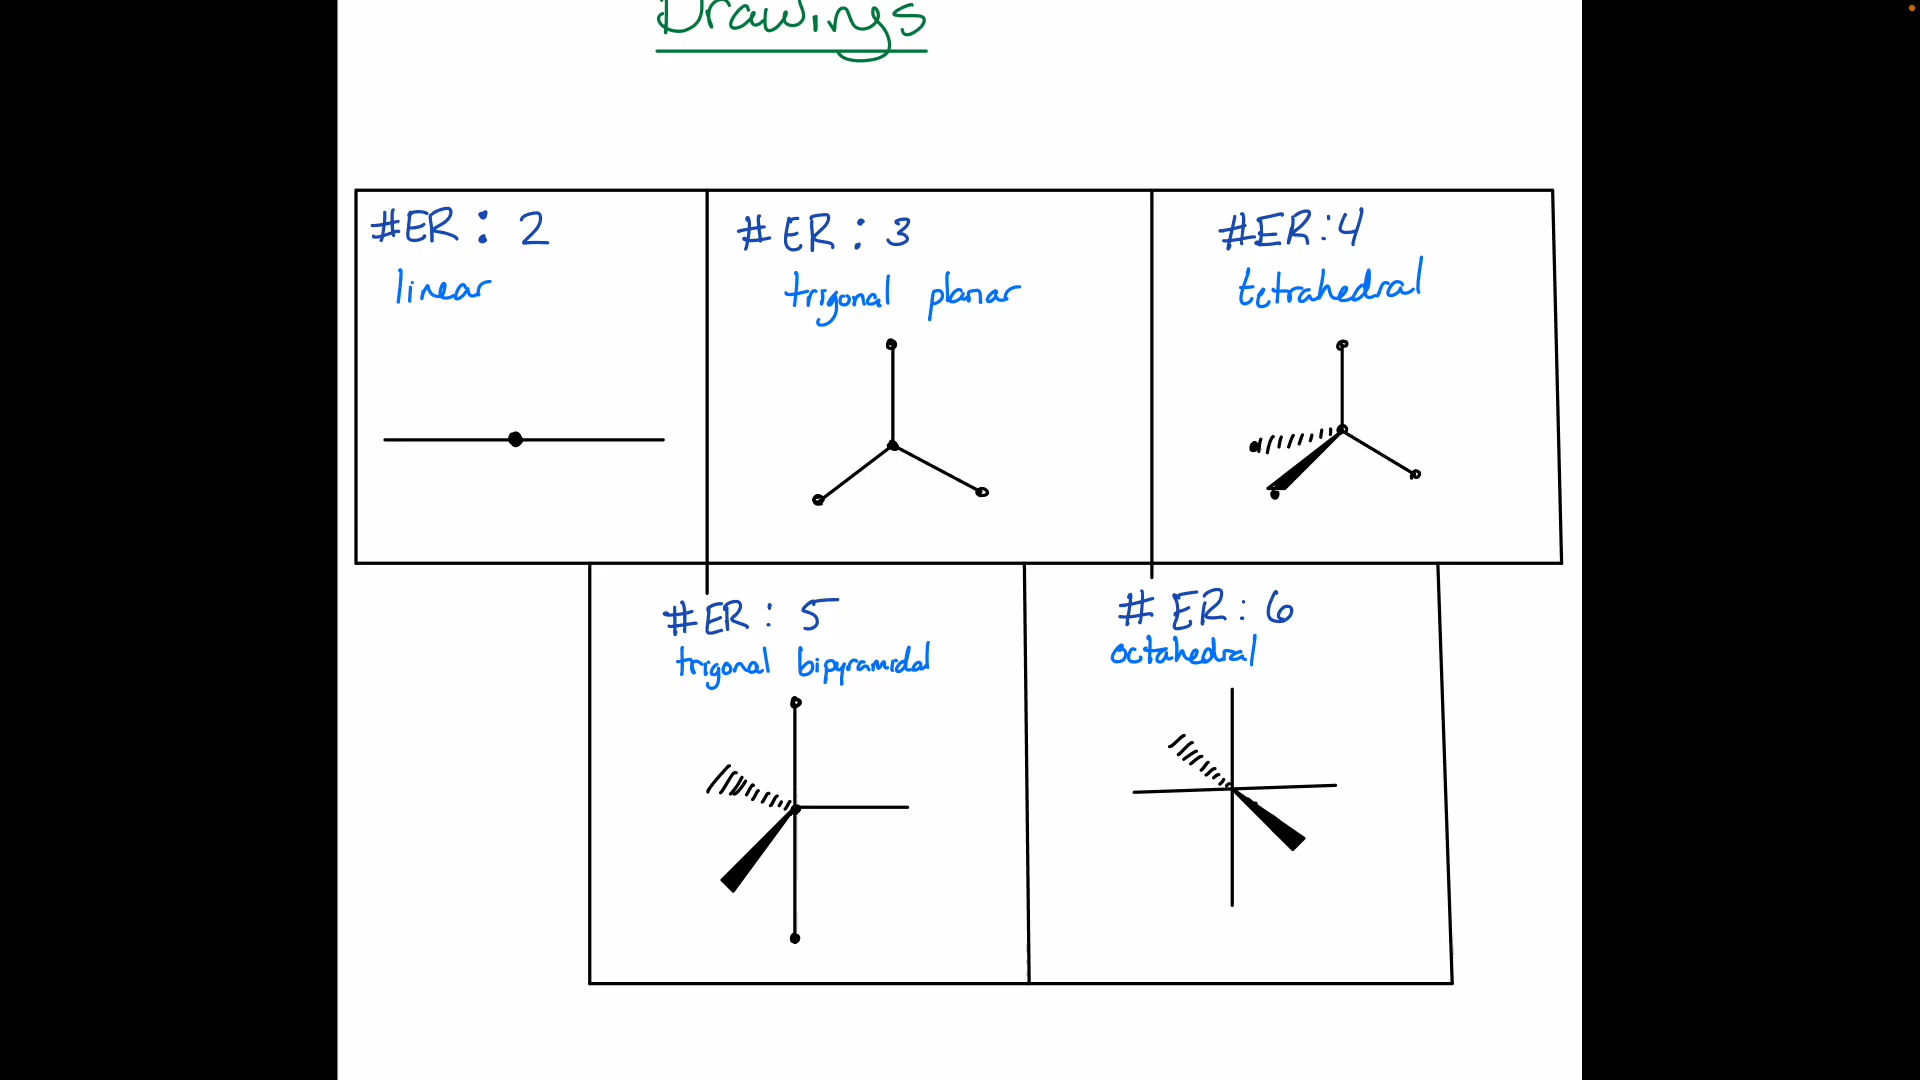 Drawings
#ER: 2
linear
#ER: 3
trigonal planar
#ER: 4
tetrahedral
#ER: 5
trigonal bipyramidal
#ER: 6
octahedral